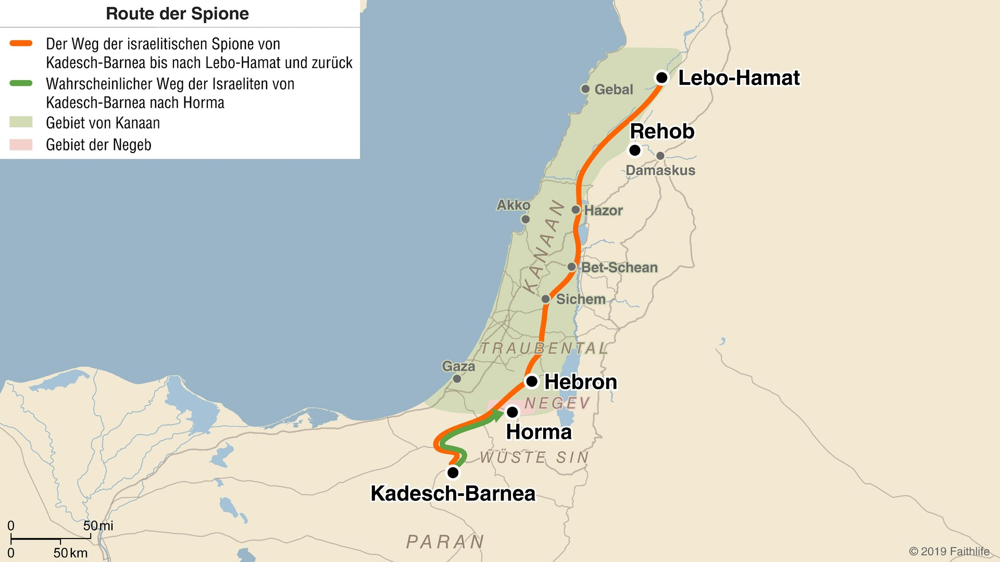 Route der Spione
Der Weg der israelitischen Spione von
Kadesch-Barnea bis nach Lebo-Hamat und zurück
Wahrscheinlicher Weg der Israeliten von
Kadesch-Barnea nach Horma
Gebiet von Kanaan
Gebiet der Negeb
Lebo-Hamat
Gebal
Rehob
Damaskus
Akko
Hazor
KANAAN
Bet-Schean
Sichem
TRAUBENTAL
Gaza
Hebron
NEGEV
Horma
WÜSTE SIN
Kadesch-Barnea
PARAN
0 50 mi
0 50 km
© 2019 Faithlife